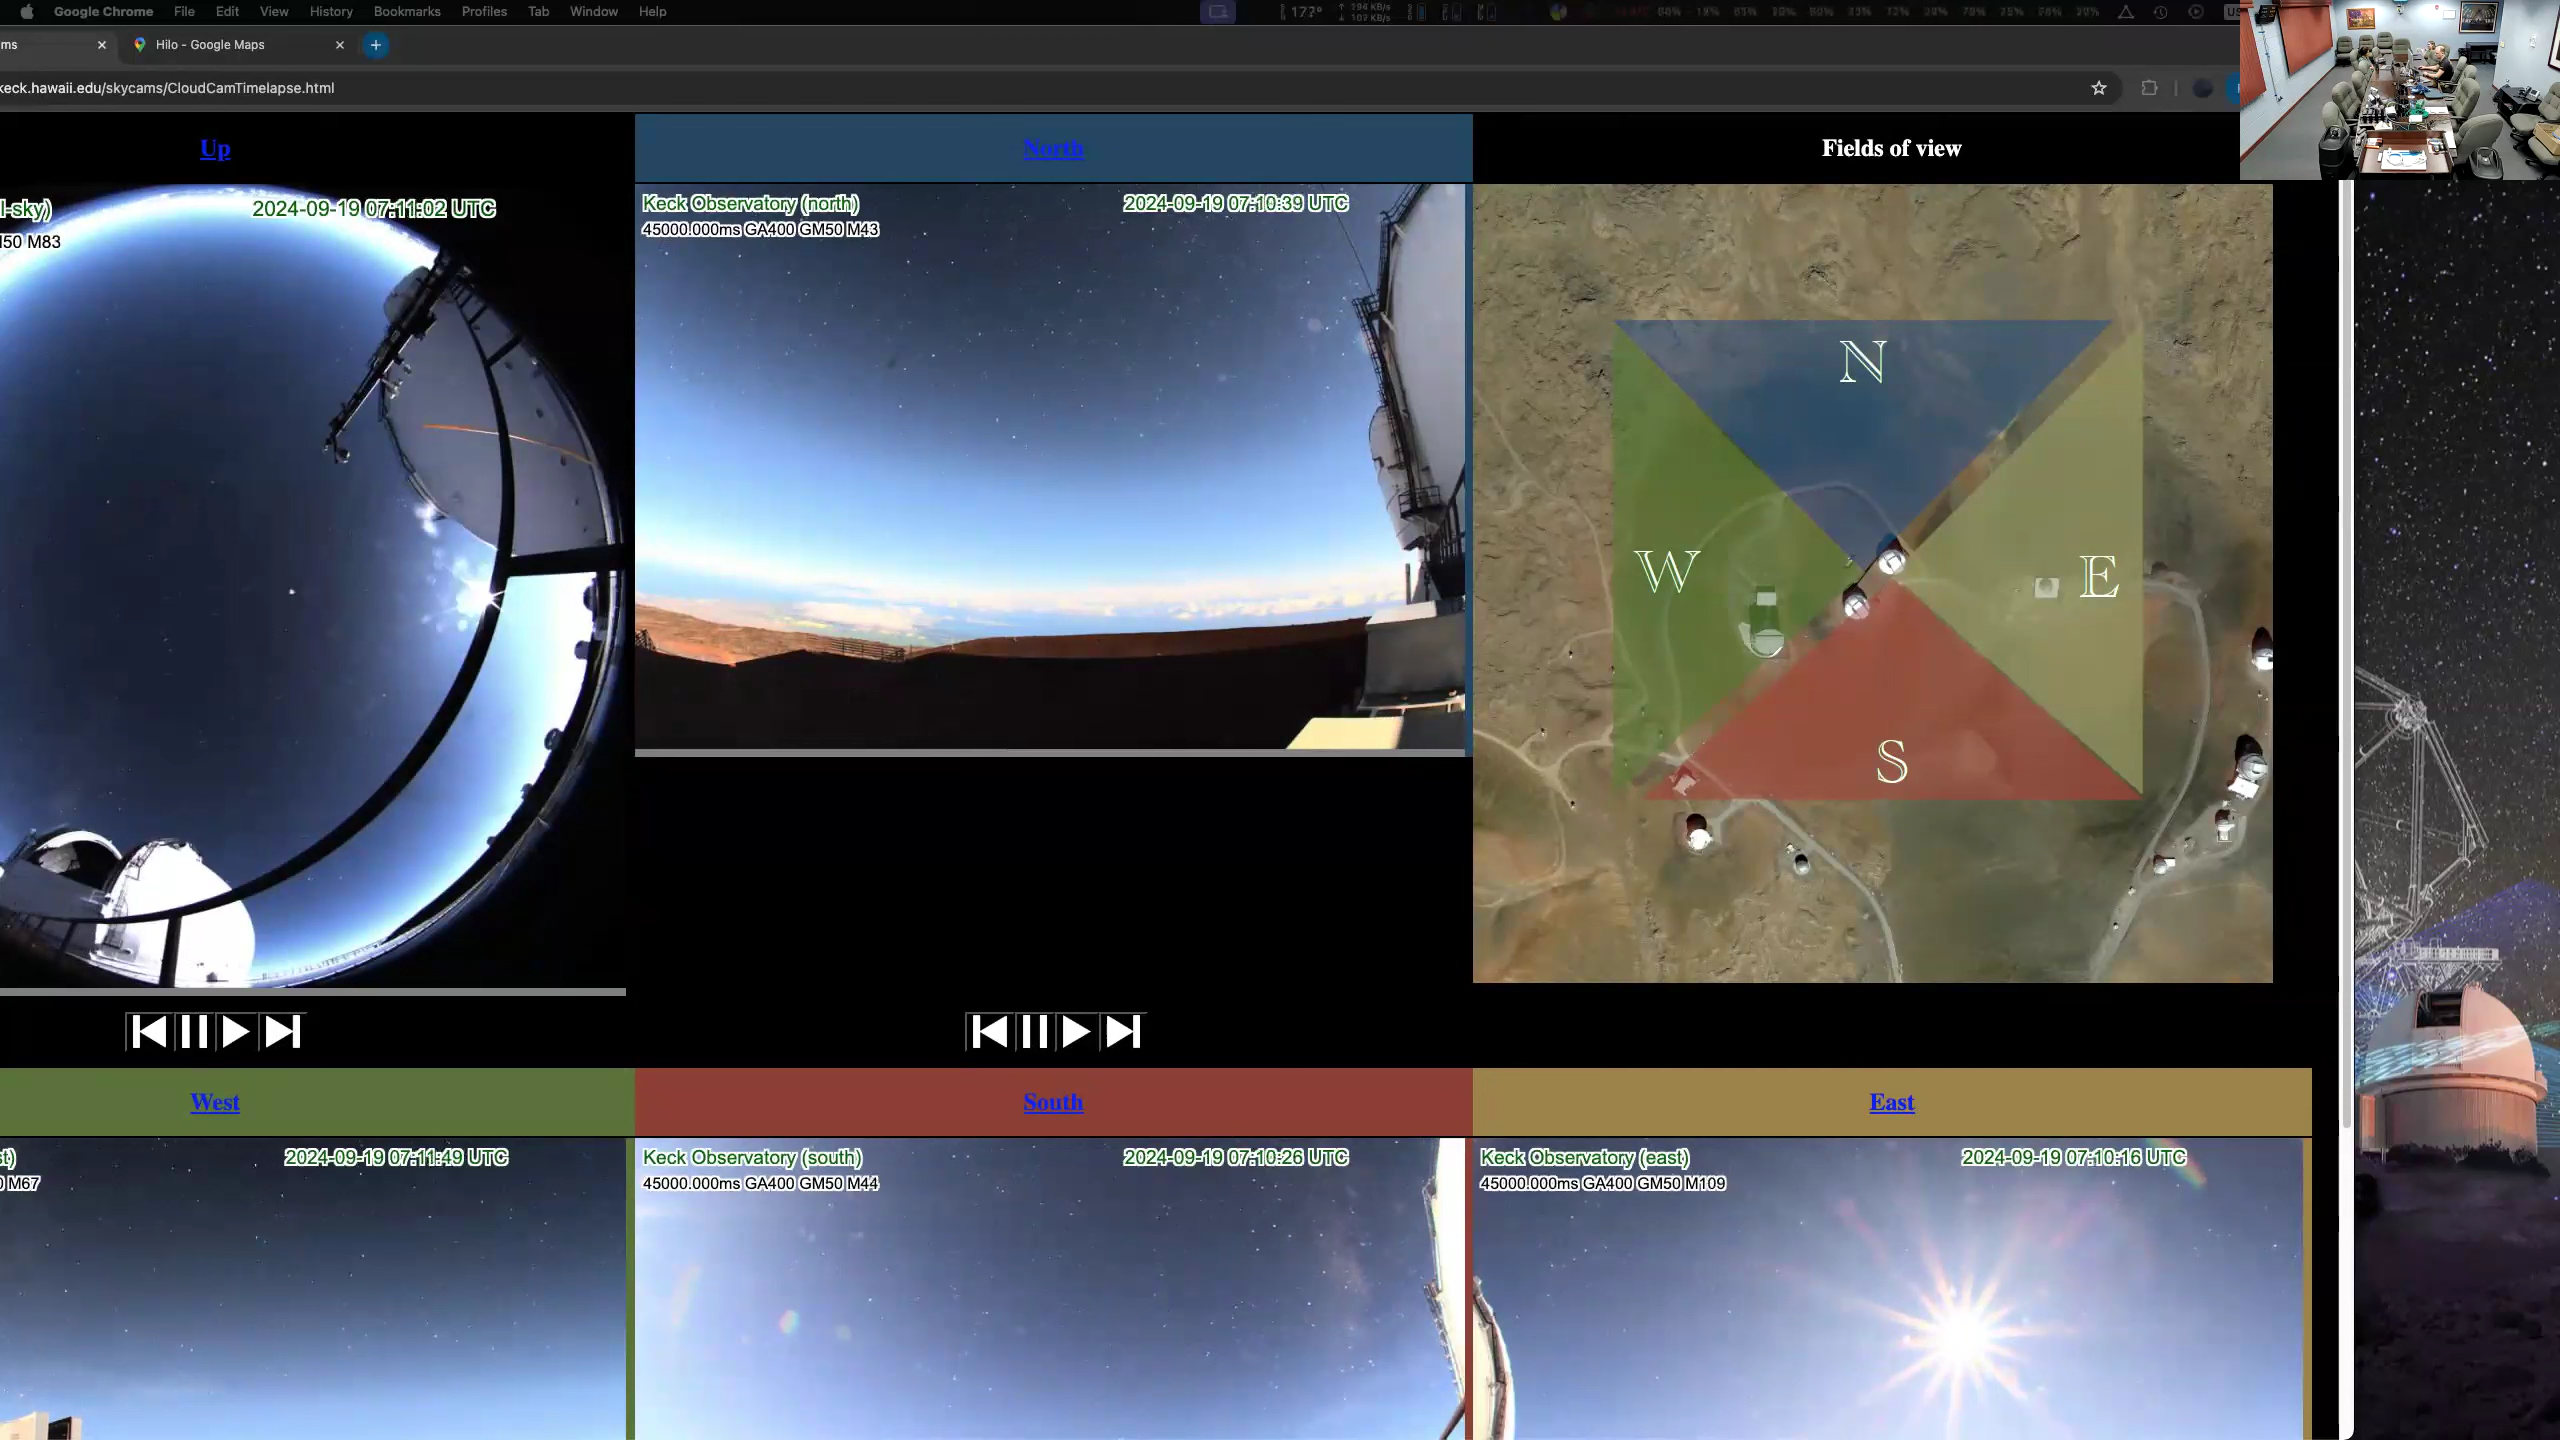 Google Chrome File Edit View History Bookmarks Profiles Tab Window Help
ms Hilo - Google Maps
keck.hawaii.edu/skycams/CloudCamTimelapse.html
Up North Fields of view
l-sky) 2024-09-19 07:11:02 UTC
M83
Keck Observatory (north) 2024-09-19 07:10:39 UTC
45000.000ms GA400 GM50 M43
N
W
E
S
West South East
2024-09-19 07:11:49 UTC
M67
Keck Observatory (south) 2024-09-19 07:10:26 UTC
45000.000ms GA400 GM50 M44
Keck Observatory (east) 2024-09-19 07:10:16 UTC
45000.000ms GA400 GM50 M109